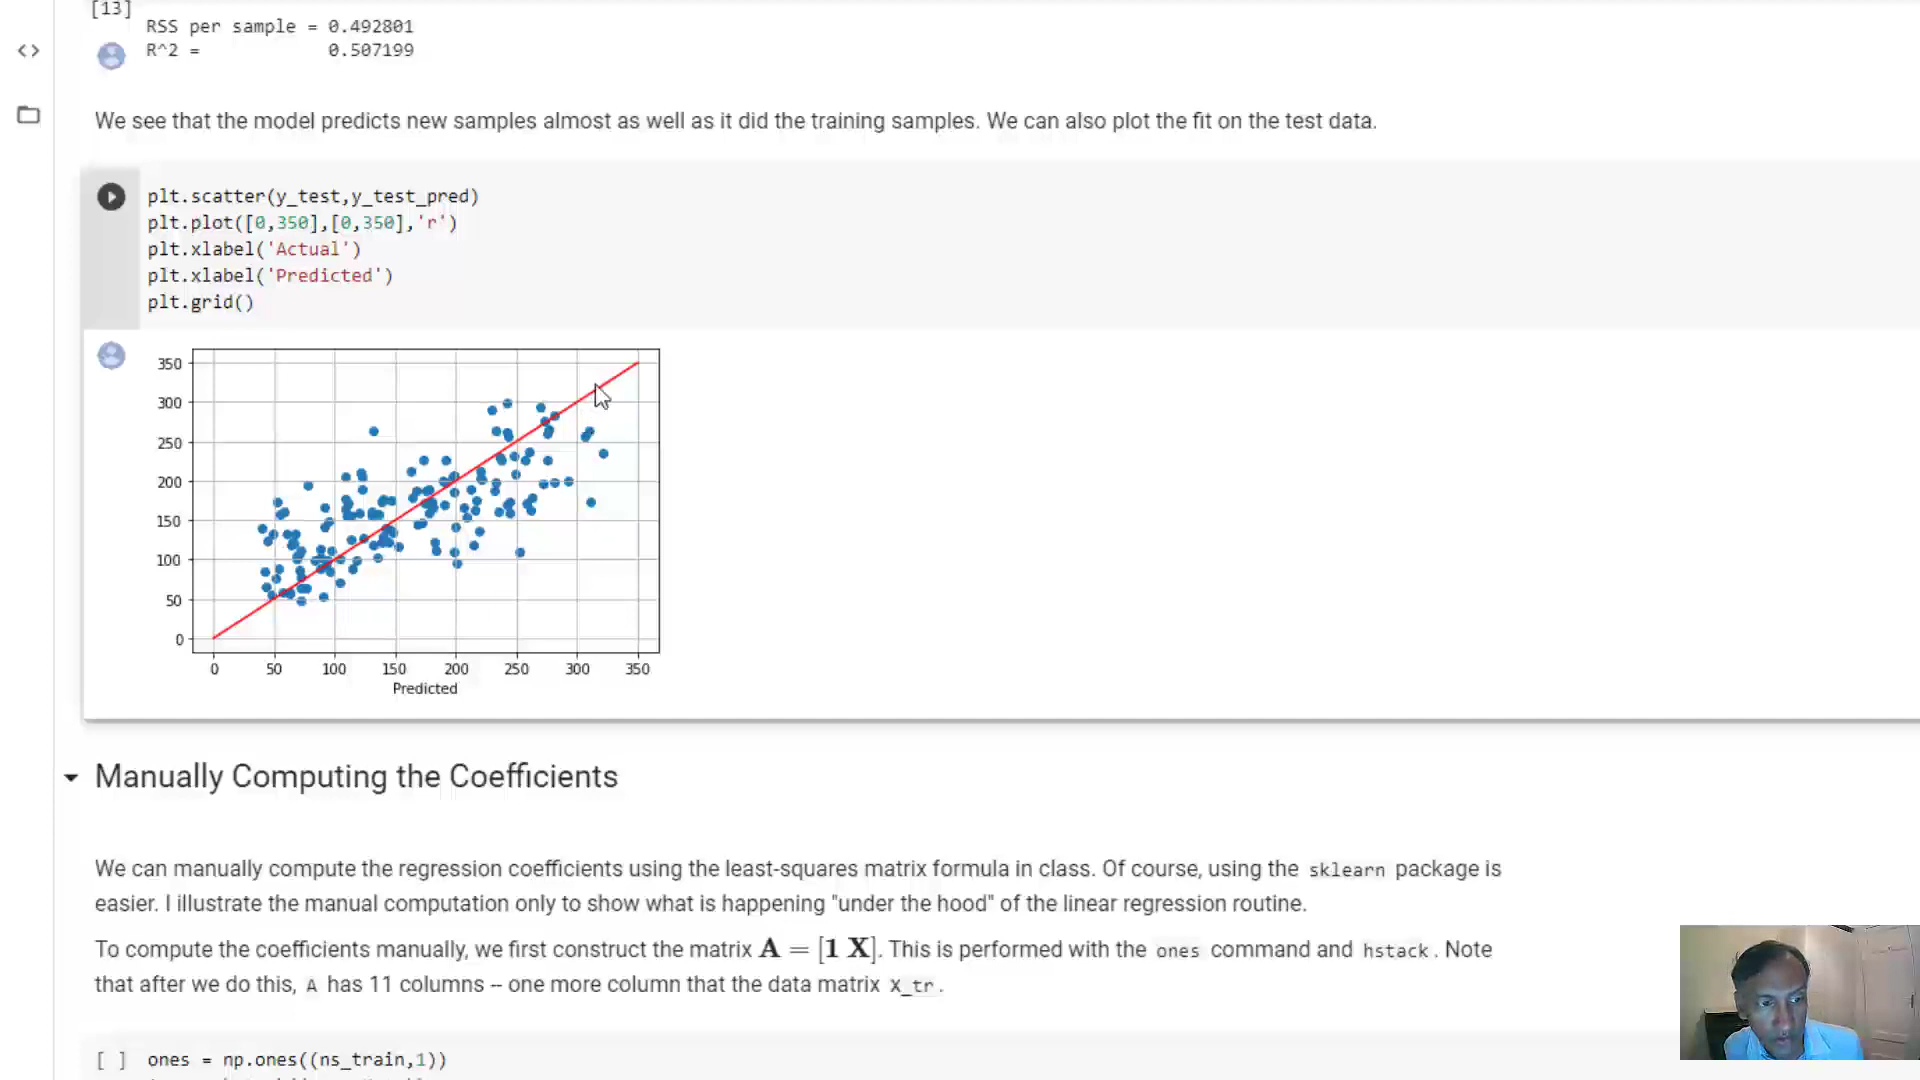 [13]
RSS per sample = 0.492801
R^2 = 0.507199
We see that the model predicts new samples almost as well as it did the training samples. We can also plot the fit on the test data.
plt.scatter(y_test,y_test_pred)
plt.plot([0,350],[0,350],'r')
plt.xlabel('Actual')
plt.xlabel('Predicted')
plt.grid()
350
300
250
200
150
100
50
0
0 50 100 150 200 250 300 350
Predicted
Manually Computing the Coefficients
We can manually compute the regression coefficients using the least-squares matrix formula in class. Of course, using the sklearn package is
easier. I illustrate the manual computation only to show what is happening "under the hood" of the linear regression routine.
To compute the coefficients manually, we first construct the matrix A = [1 X]. This is performed with the ones command and hstack. Note
that after we do this, A has 11 columns -- one more column that the data matrix X_tr.
[ ] ones = np.ones((ns_train,1))